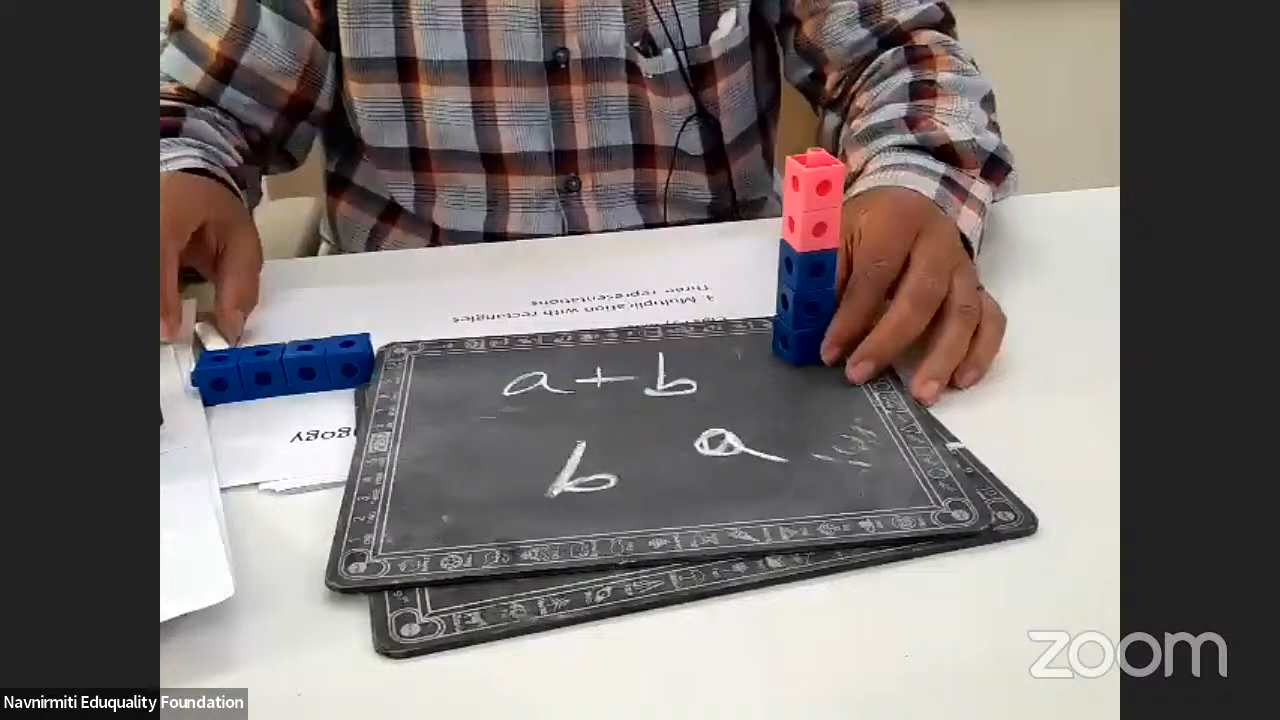 4. Multiplication with rectangles
Three representations
a+b
b a
zoom
Navnirmiti Eduquality Foundation